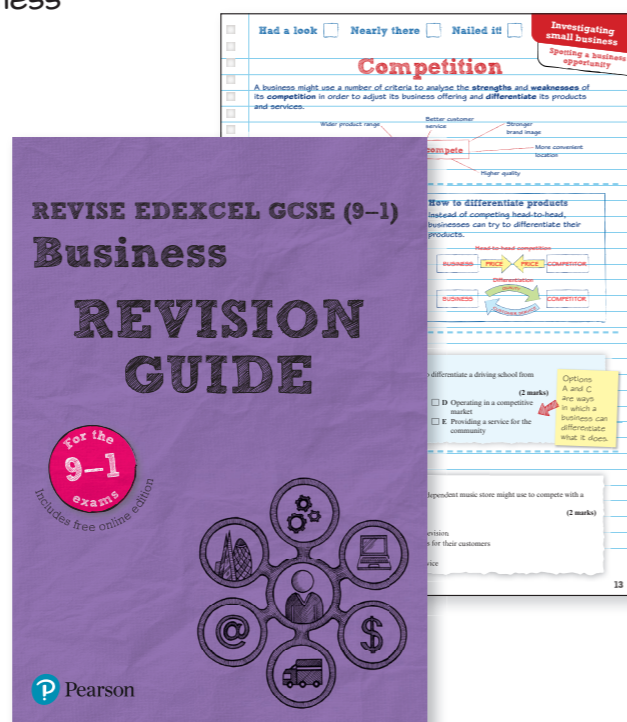 ness
Had a look
Nearly there
Nailed it!
Investigating
small business
Spotting a business
opportunity
Competition
A business might use a number of criteria to analyse the strengths and weaknesses of
its competition in order to adjust its business offering and differentiate its products
and services.
Wider product range
Better customer
service
Stronger
brand image
compete
More convenient
location
Higher quality
How to differentiate products
Instead of competing head-to-head,
businesses can try to differentiate their
products.
Head-to-head competition
BUSINESS PRICE PRICE COMPETITOR
Differentiation
BUSINESS COMPETITOR
differentiate a driving school from
(2 marks)
D Operating in a competitive
market
E Providing a service for the
community
Options
A and C
are ways
in which a
business can
differentiate
what it does.
ependent music store might use to compete with a
(2 marks)
evision
s for their customers
vice
13
REVISE EDEXCEL GCSE (9–1)
Business
REVISION
GUIDE
For the
9–1
exams
Includes free online edition
@
$
P Pearson